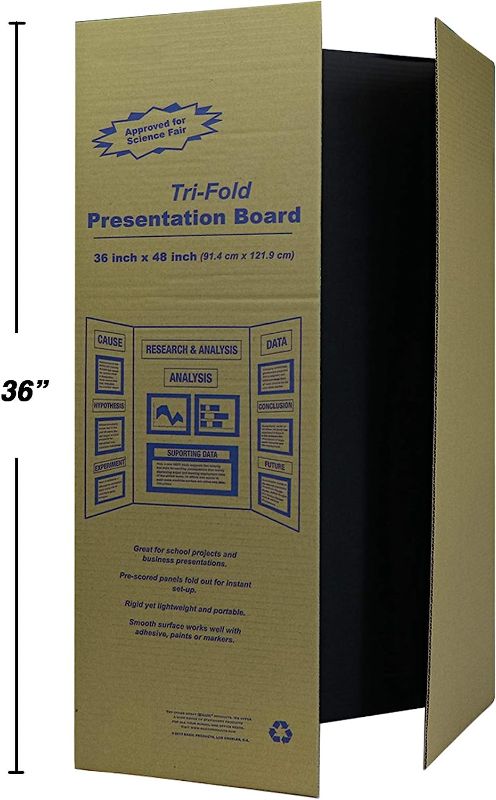 36”
Approved for
Science Fair
Tri-Fold
Presentation Board
36 inch x 48 inch (91.4 cm x 121.9 cm)
CAUSE
RESEARCH & ANALYSIS
DATA
ANALYSIS
HYPOTHESIS
CONCLUSION
SUPORTING DATA
EXPERIMENT
FUTURE
Great for school projects and
business presentations.
Pre-scored panels fold out for instant
set-up.
Rigid yet lightweight and portable.
Smooth surface works well with
adhesive, paints or markers.